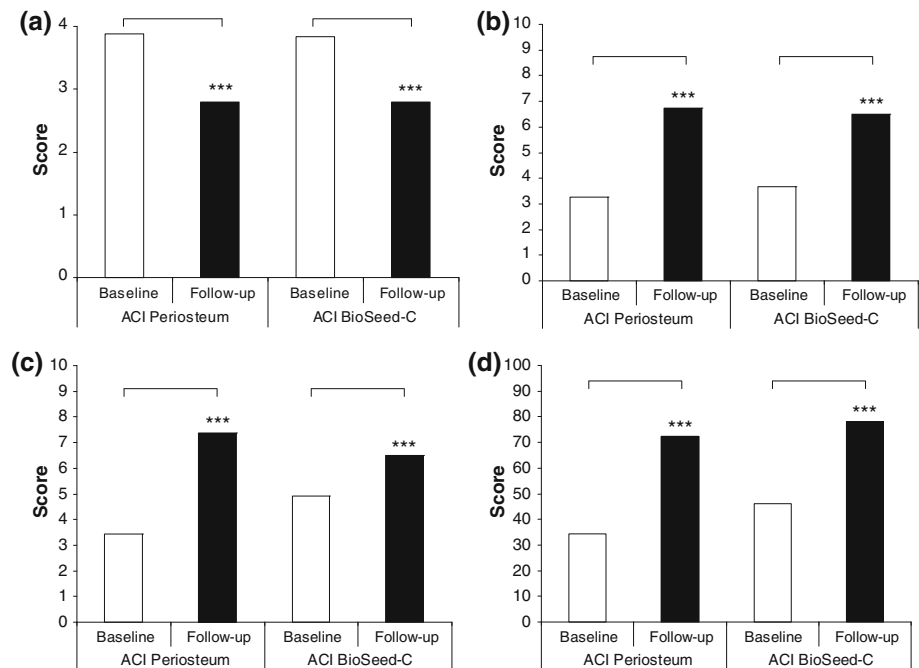 (a)
4
3
2
1
0
Score
***
***
Baseline Follow-up Baseline Follow-up
ACI Periosteum ACI BioSeed-C
(b)
10
9
8
7
6
5
4
3
2
1
0
Score
***
***
Baseline Follow-up Baseline Follow-up
ACI Periosteum ACI BioSeed-C
(c)
10
9
8
7
6
5
4
3
2
1
0
Score
***
***
Baseline Follow-up Baseline Follow-up
ACI Periosteum ACI BioSeed-C
(d)
100
90
80
70
60
50
40
30
20
10
0
Score
***
***
Baseline Follow-up Baseline Follow-up
ACI Periosteum ACI BioSeed-C